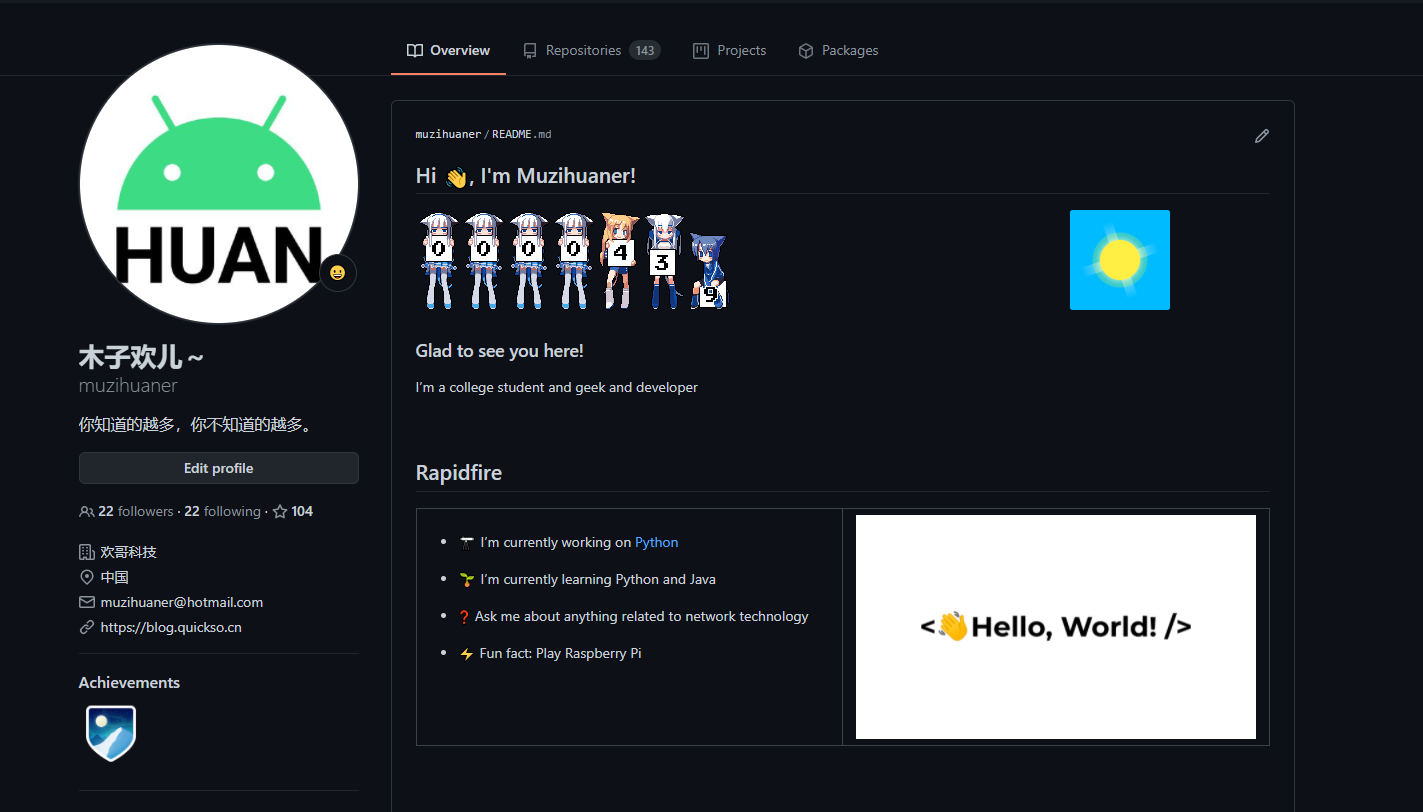 Overview
Repositories 143
Projects
Packages
HUAN
木子欢儿～
muzihuaner
你知道的越多，你不知道的越多。
Edit profile
22 followers · 22 following · 104
欢哥科技
中国
muzihuaner@hotmail.com
https://blog.quickso.cn
Achievements
muzihuaner/README.md
Hi 👋, I'm Muzihuaner!
0 0 0 0 4 3 9
Glad to see you here!
I'm a college student and geek and developer
Rapidfire
I'm currently working on Python
🌱 I'm currently learning Python and Java
❓ Ask me about anything related to network technology
⚡ Fun fact: Play Raspberry Pi
<👋Hello, World! />